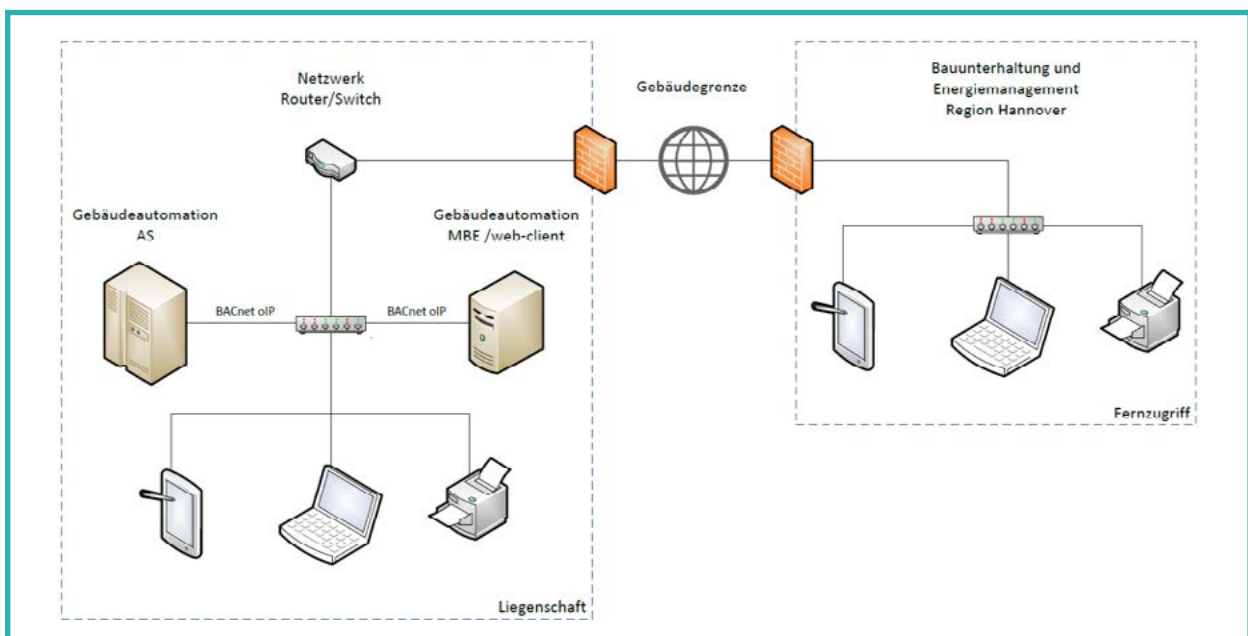 Netzwerk
Router/Switch
Gebäudegrenze
Bauunterhaltung und
Energiemanagement
Region Hannover
Gebäudeautomation
AS
Gebäudeautomation
MBE /web-client
BACnet oIP
BACnet oIP
Fernzugriff
Liegenschaft